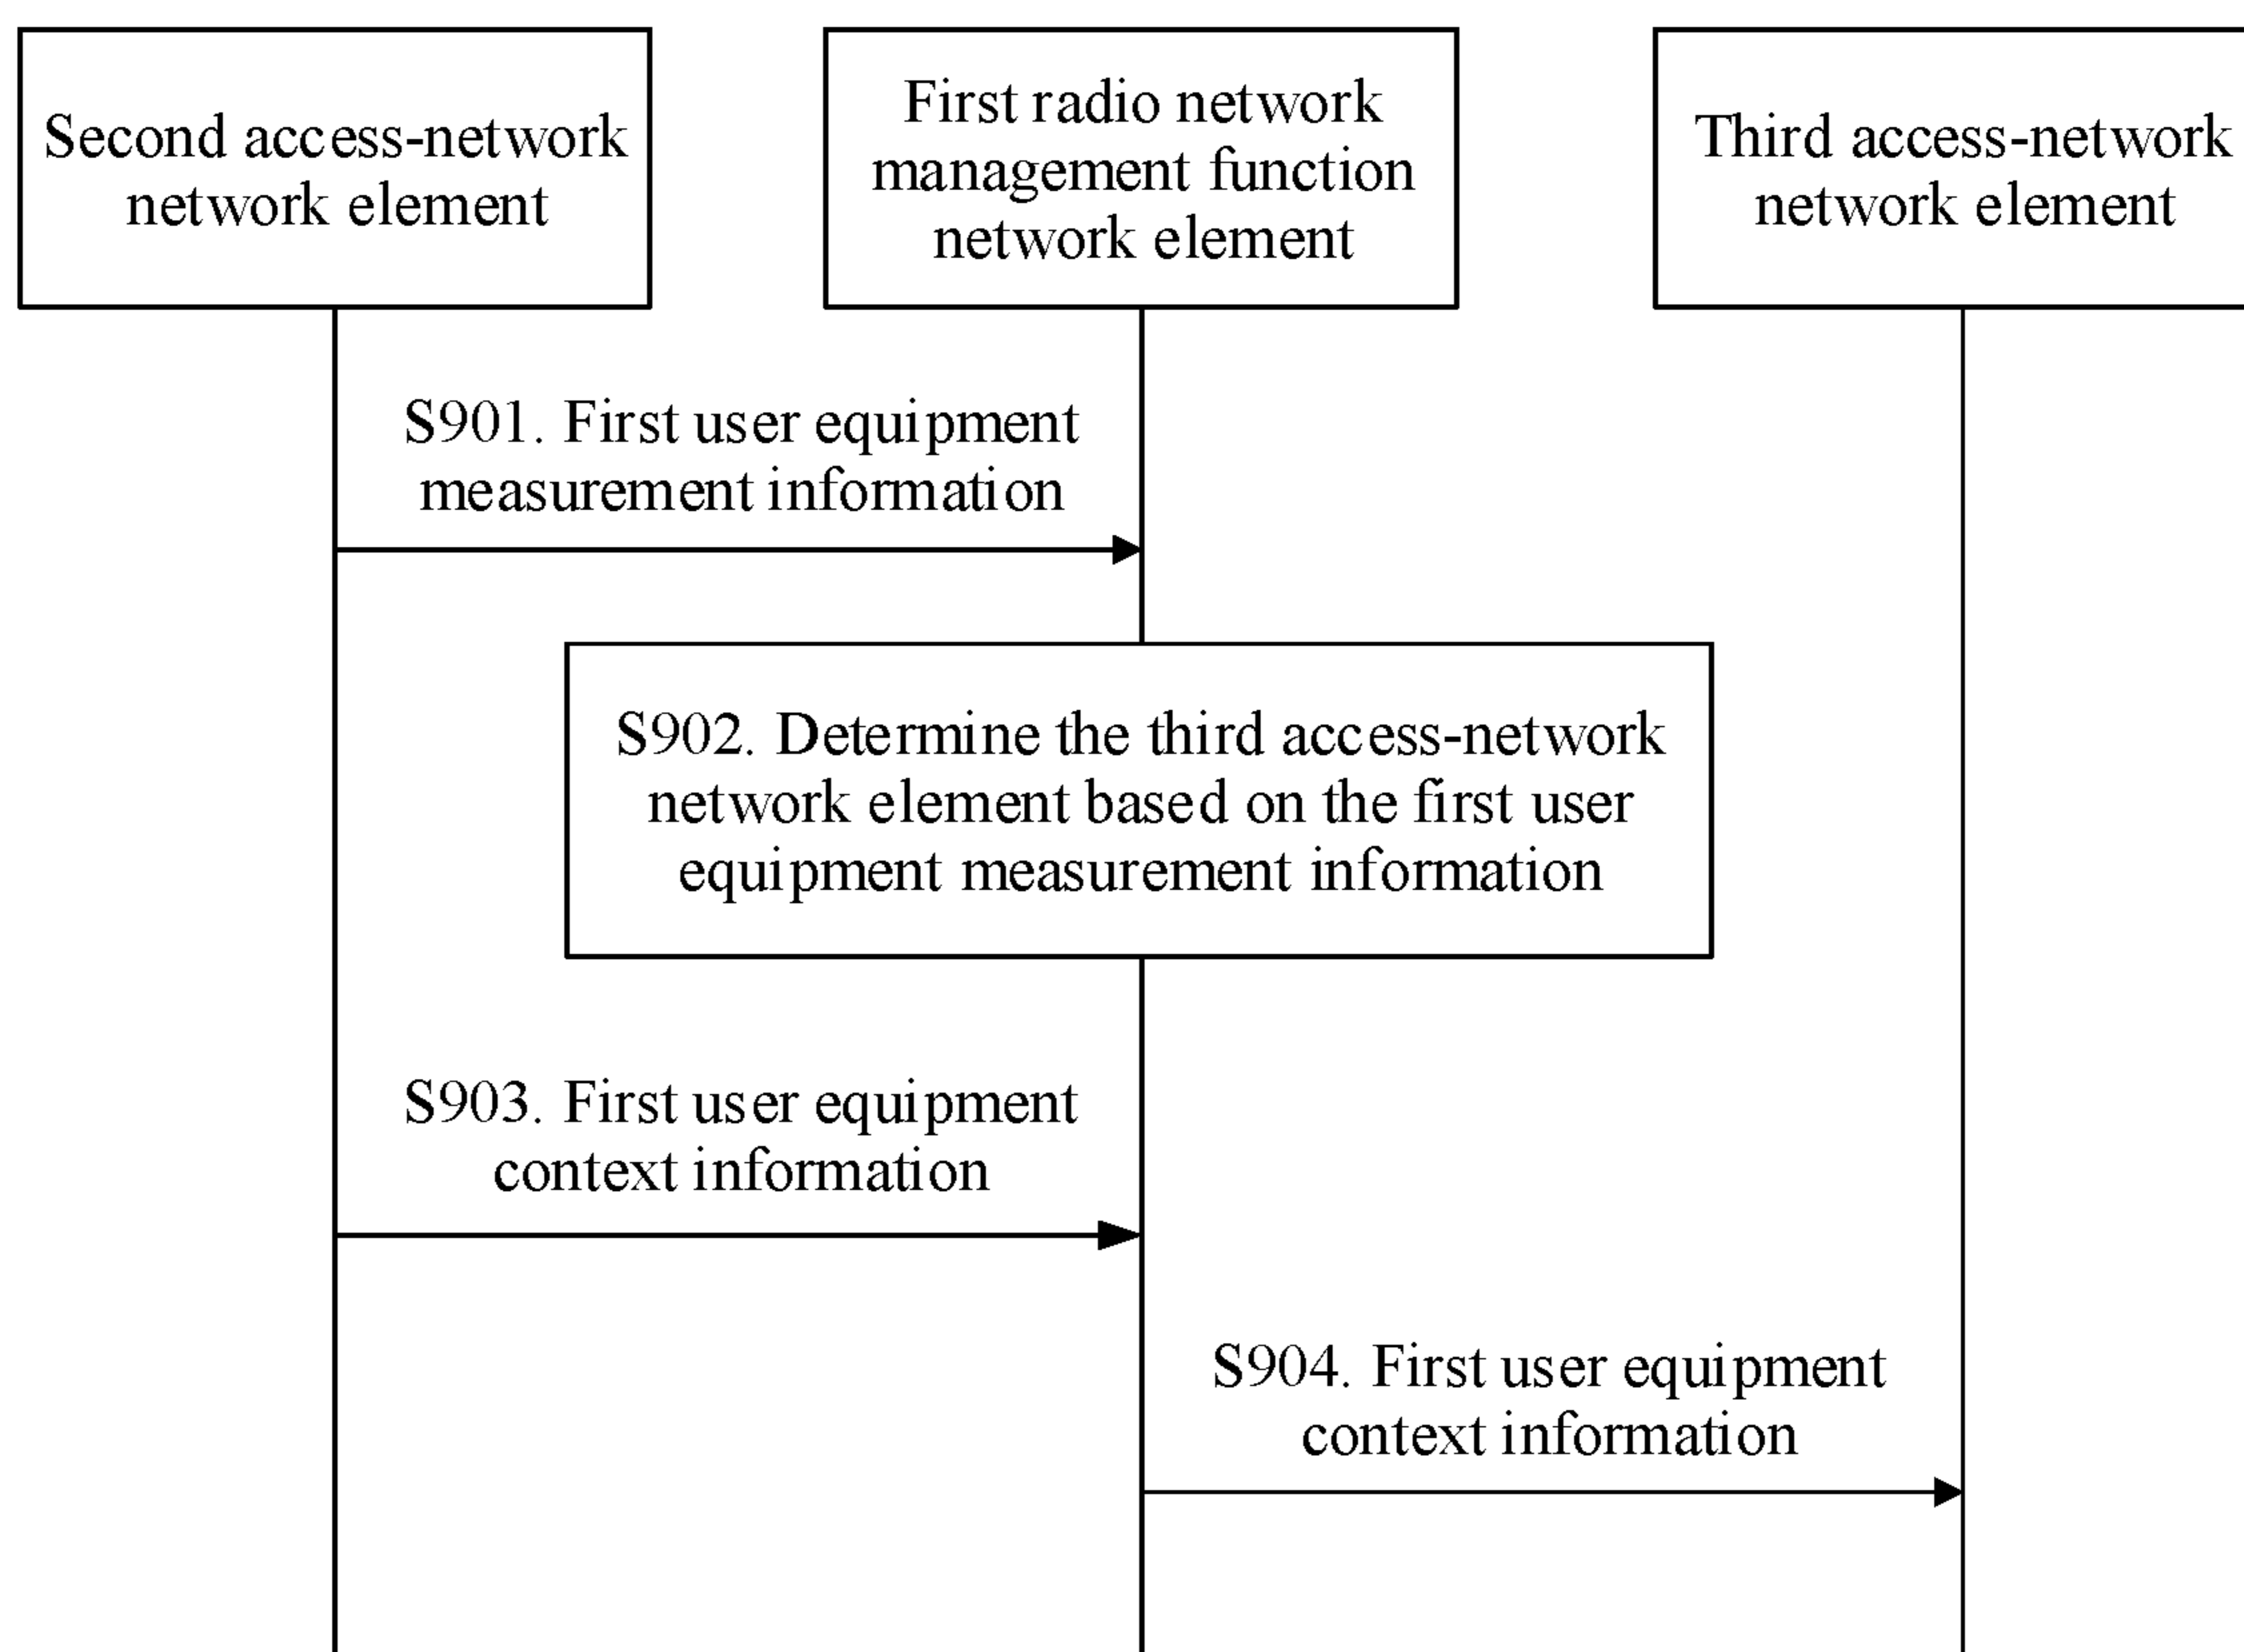 Second access-network
network element
First radio network
management function
network element
Third access-network
network element
S901. First user equipment
measurement information
S902. Determine the third access-network
network element based on the first user
equipment measurement information
S903. First user equipment
context information
S904. First user equipment
context information